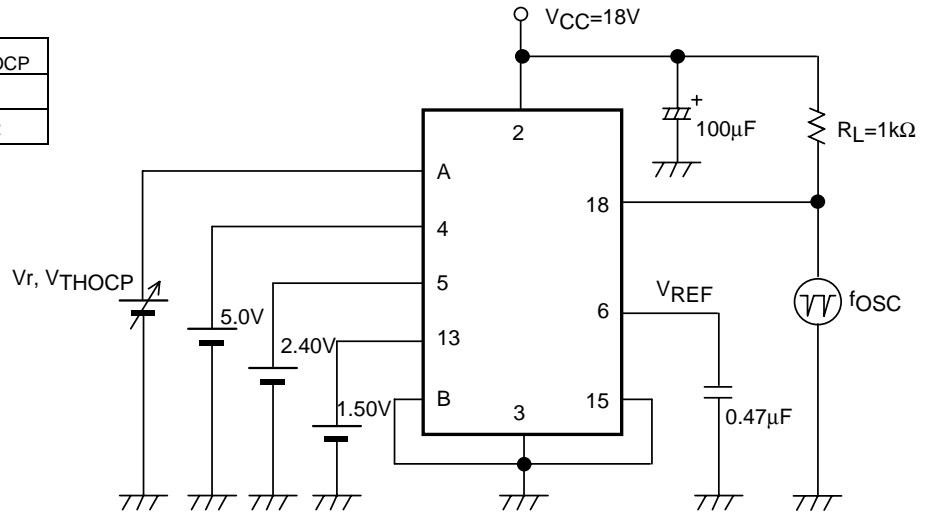 VCC=18V
2
+
100μF
RL=1kΩ
A
18
4
Vr, VTHOCP
5
VREF
6
fOSC
5.0V
13
2.40V
B
3
15
1.50V
0.47μF